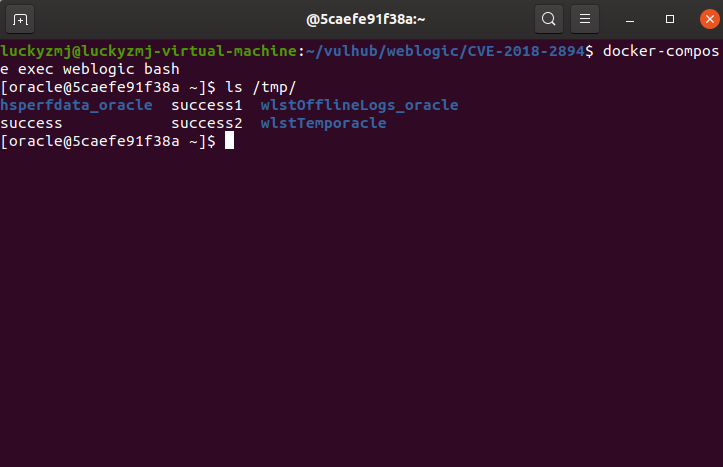 @5caefe91f38a:~
luckyzmj@luckyzmj-virtual-machine:~/vulhub/weblogic/CVE-2018-2894$ docker-compos
e exec weblogic bash
[oracle@5caefe91f38a ~]$ ls /tmp/
hsperfdata_oracle  success1  wlstOfflineLogs_oracle
success            success2  wlstTemporacle
[oracle@5caefe91f38a ~]$